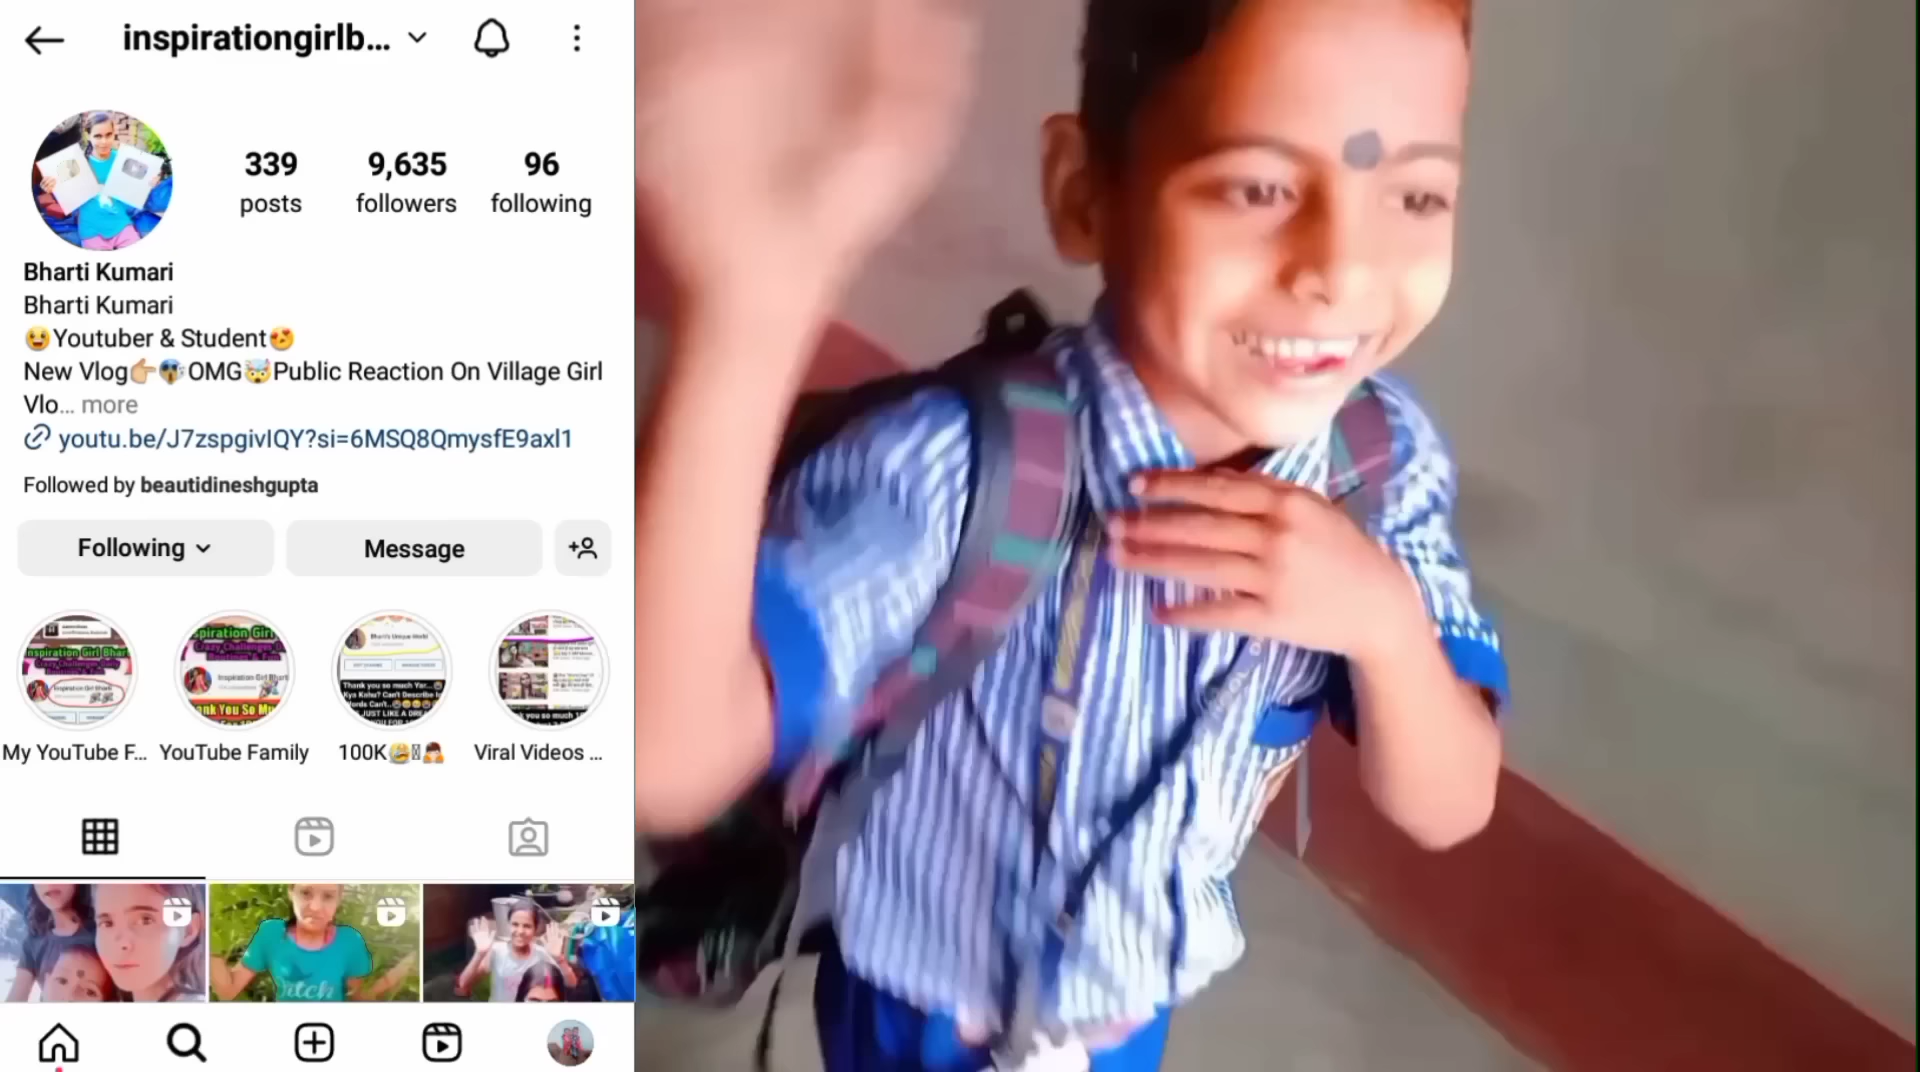 inspirationgirlb...
339
posts
9,635
followers
96
following
Bharti Kumari
Bharti Kumari
😆Youtuber & Student😍
New Vlog👉🏼😱OMG🤯Public Reaction On Village Girl
Vlo... more
youtu.be/J7zspgivIQY?si=6MSQ8QmysfE9axl1
Followed by beautidineshgupta
Following
Message
My YouTube F...
YouTube Family
100K
Viral Videos ...